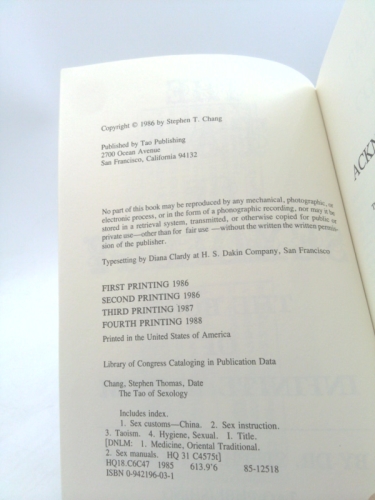 Copyright © 1986 by Stephen T. Chang
Published by Tao Publishing
2700 Ocean Avenue
San Francisco, California 94132
No part of this book may be reproduced by any mechanical, photographic, or
electronic process, or in the form of a phonographic recording, nor may it be
stored in a retrieval system, transmitted, or otherwise copied for public or
private use—other than for fair use—without the written the written permis-
sion of the publisher.
Typesetting by Diana Clardy at H. S. Dakin Company, San Francisco
FIRST PRINTING 1986
SECOND PRINTING 1986
THIRD PRINTING 1987
FOURTH PRINTING 1988
Printed in the United States of America
Library of Congress Cataloging in Publication Data
Chang, Stephen Thomas, Date
The Tao of Sexology
Includes index.
1. Sex customs—China. 2. Sex instruction.
3. Taoism. 4. Hygiene, Sexual. 1. Title.
[DNLM: 1. Medicine, Oriental Traditional.
2. Sex manuals. HQ 31 C4575t]
HQ18.C6C47 1985 613.9'6 85-12518
ISBN 0-942196-03-1
ACKN